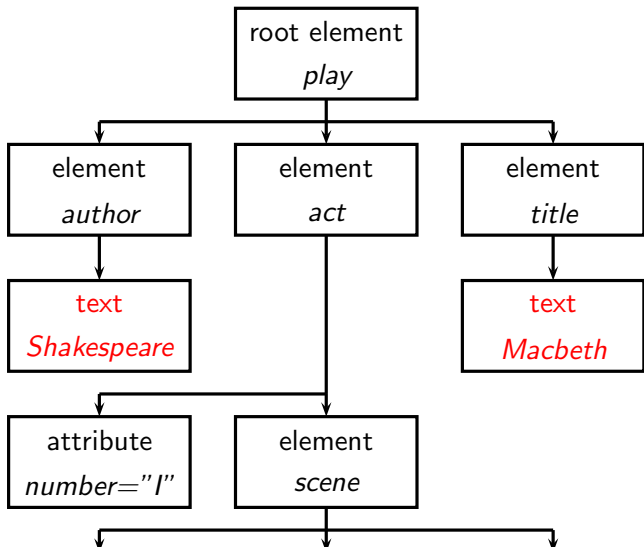 root element
play
element
author
element
act
element
title
text
Shakespeare
text
Macbeth
attribute
number="I"
element
scene